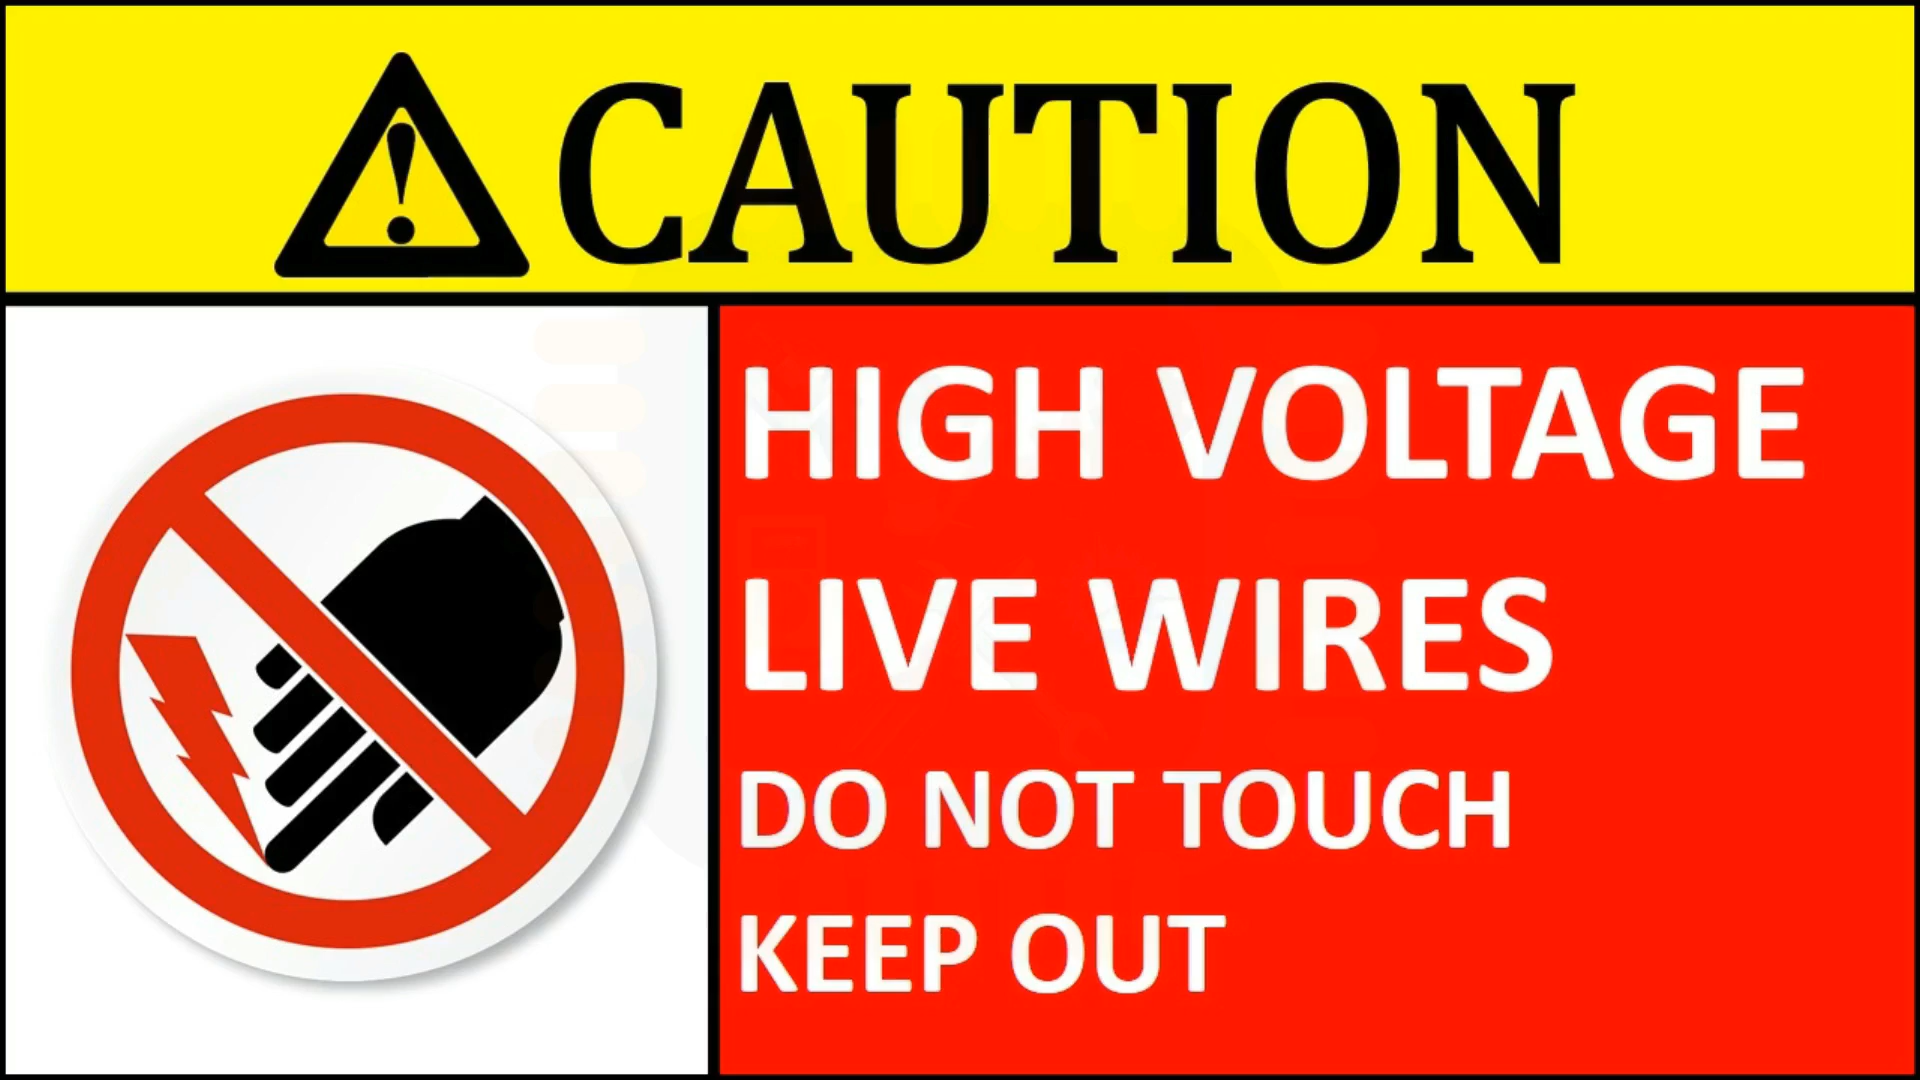 CAUTION
HIGH VOLTAGE
LIVE WIRES
DO NOT TOUCH
KEEP OUT